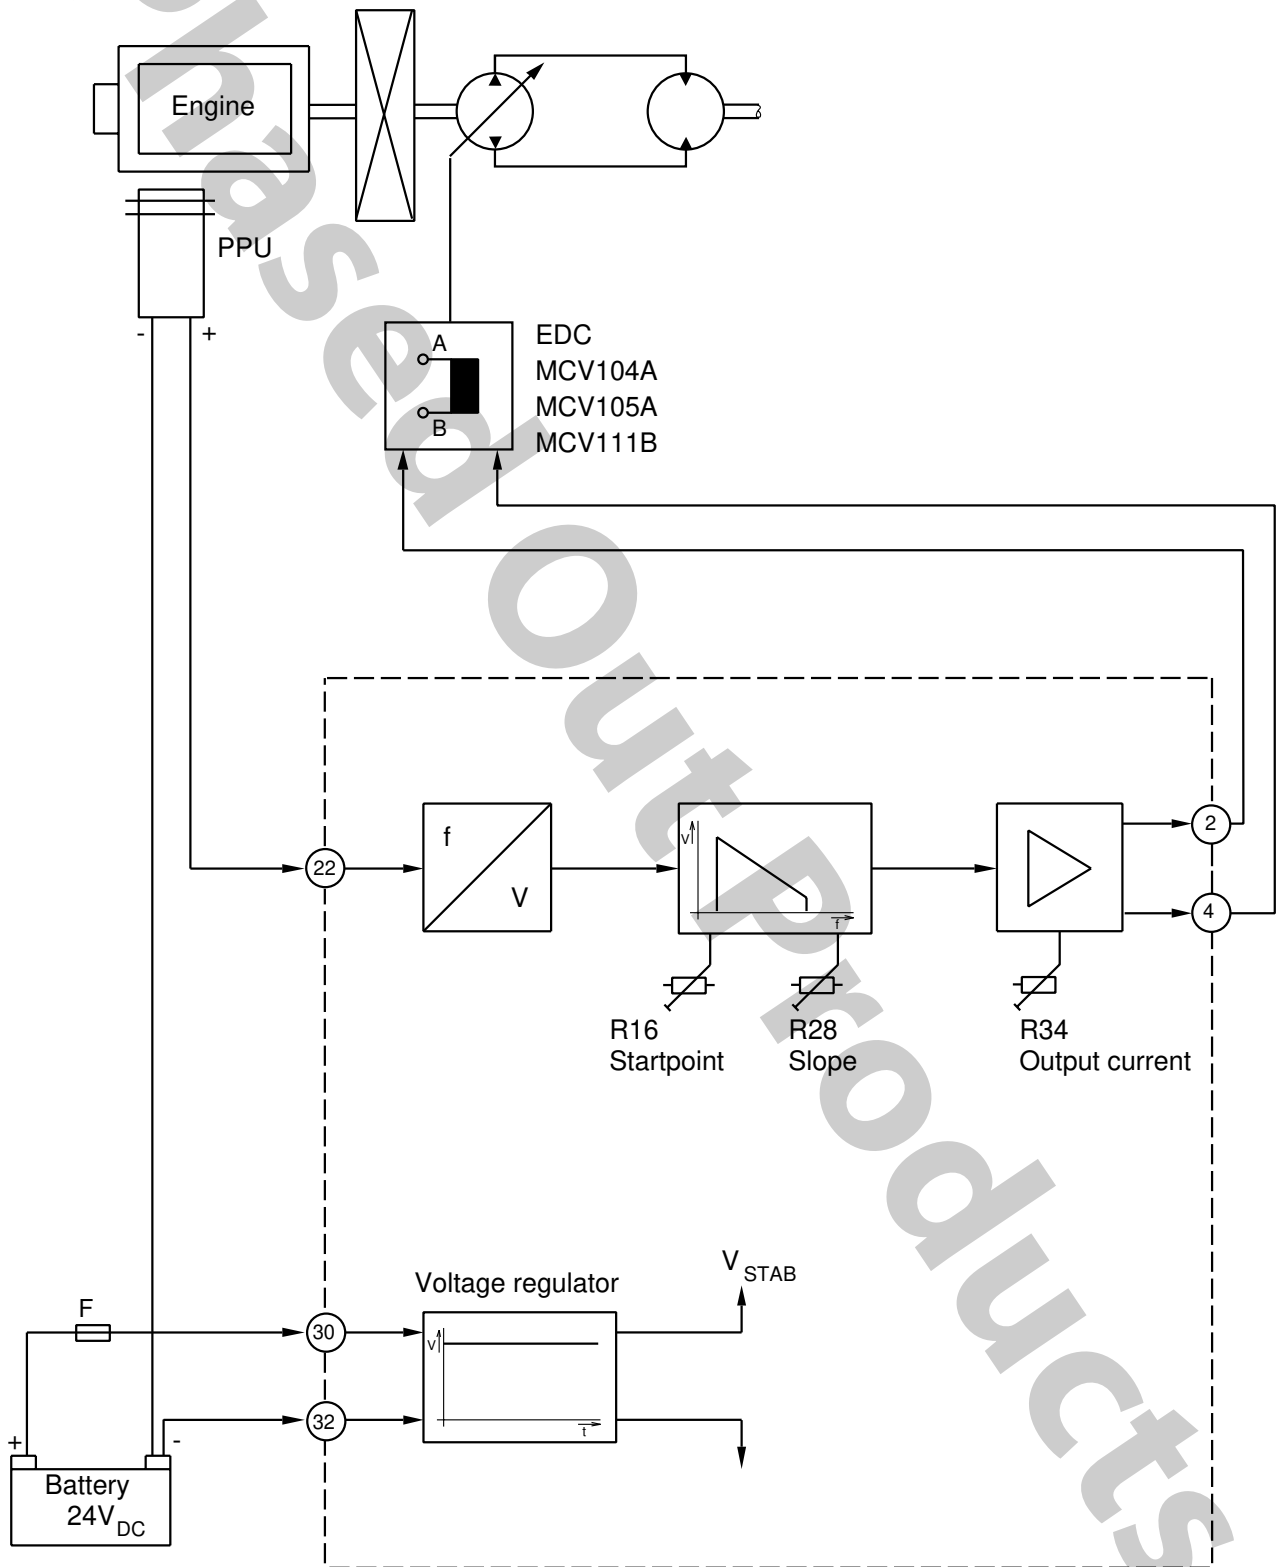 Phased Out Products
Engine
PPU
-
+
A
B
EDC
MCV104A
MCV105A
MCV111B
22
f
V
V
f
2
4
R16
Startpoint
R28
Slope
R34
Output current
Voltage regulator
V STAB
F
30
V
t
32
+
-
Battery
24V DC